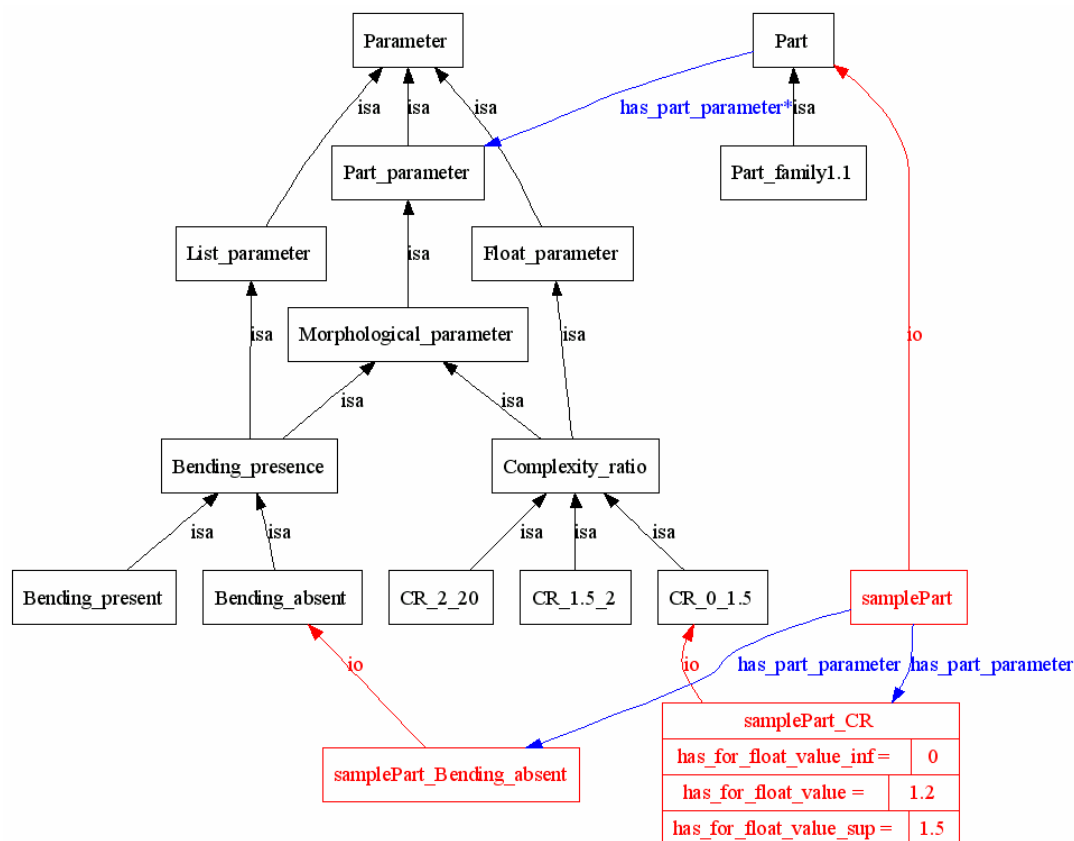 Parameter
Part
isa
isa
isa
has_part_parameter*
isa
Part_parameter
Part_family1.1
List_parameter
isa
Float_parameter
Morphological_parameter
isa
isa
io
isa
isa
Bending_presence
Complexity_ratio
isa
isa
isa
isa
isa
Bending_present
Bending_absent
CR_2_20
CR_1.5_2
CR_0_1.5
samplePart
io
io
has_part_parameter
has_part_parameter
samplePart_CR
has_for_float_value_inf = 0
samplePart_Bending_absent
has_for_float_value = 1.2
has_for_float_value_sup = 1.5